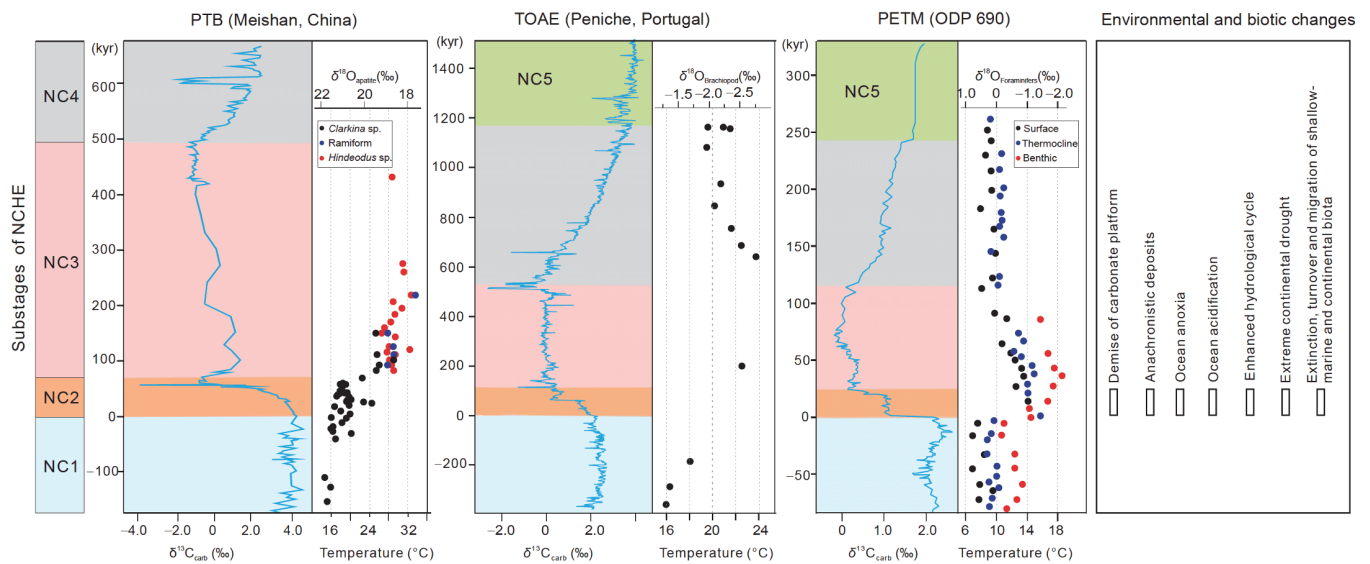 PTB (Meishan, China)
TOAE (Peniche, Portugal)
PETM (ODP 690)
Environmental and biotic changes
Substages of NCHE
NC4
NC3
NC2
NC1
(kyr)
600
500
400
300
200
100
0
−100
−2.0 0 2.0 4.0
δ13Ccarb (‰)
δ18Oapatite (‰)
22 20 18
Clarkina sp.
Ramiform
Hindeodus sp.
16 20 24 28 32 36
Temperature (°C)
(kyr)
NC5
1400
1200
1000
800
600
400
200
0
−200
−2.0 0 2.0 4.0
δ13Ccarb (‰)
δ18OBrachiopod (‰)
−1.5 −2.0 −2.5
16 20 24
Temperature (°C)
(kyr)
NC5
300
250
200
150
100
50
0
−50
0 1.0 2.0
δ13Ccarb (‰)
δ18OForaminifers (‰)
1.0 0 −1.0 −2.0
Surface
Thermocline
Benthic
6 10 14 18
Temperature (°C)
Demise of carbonate platform
Anachronistic deposits
Ocean anoxia
Ocean acidification
Enhanced hydrological cycle
Extreme continental drought
Extinction, turnover and migration of shallow-
marine and continental biota